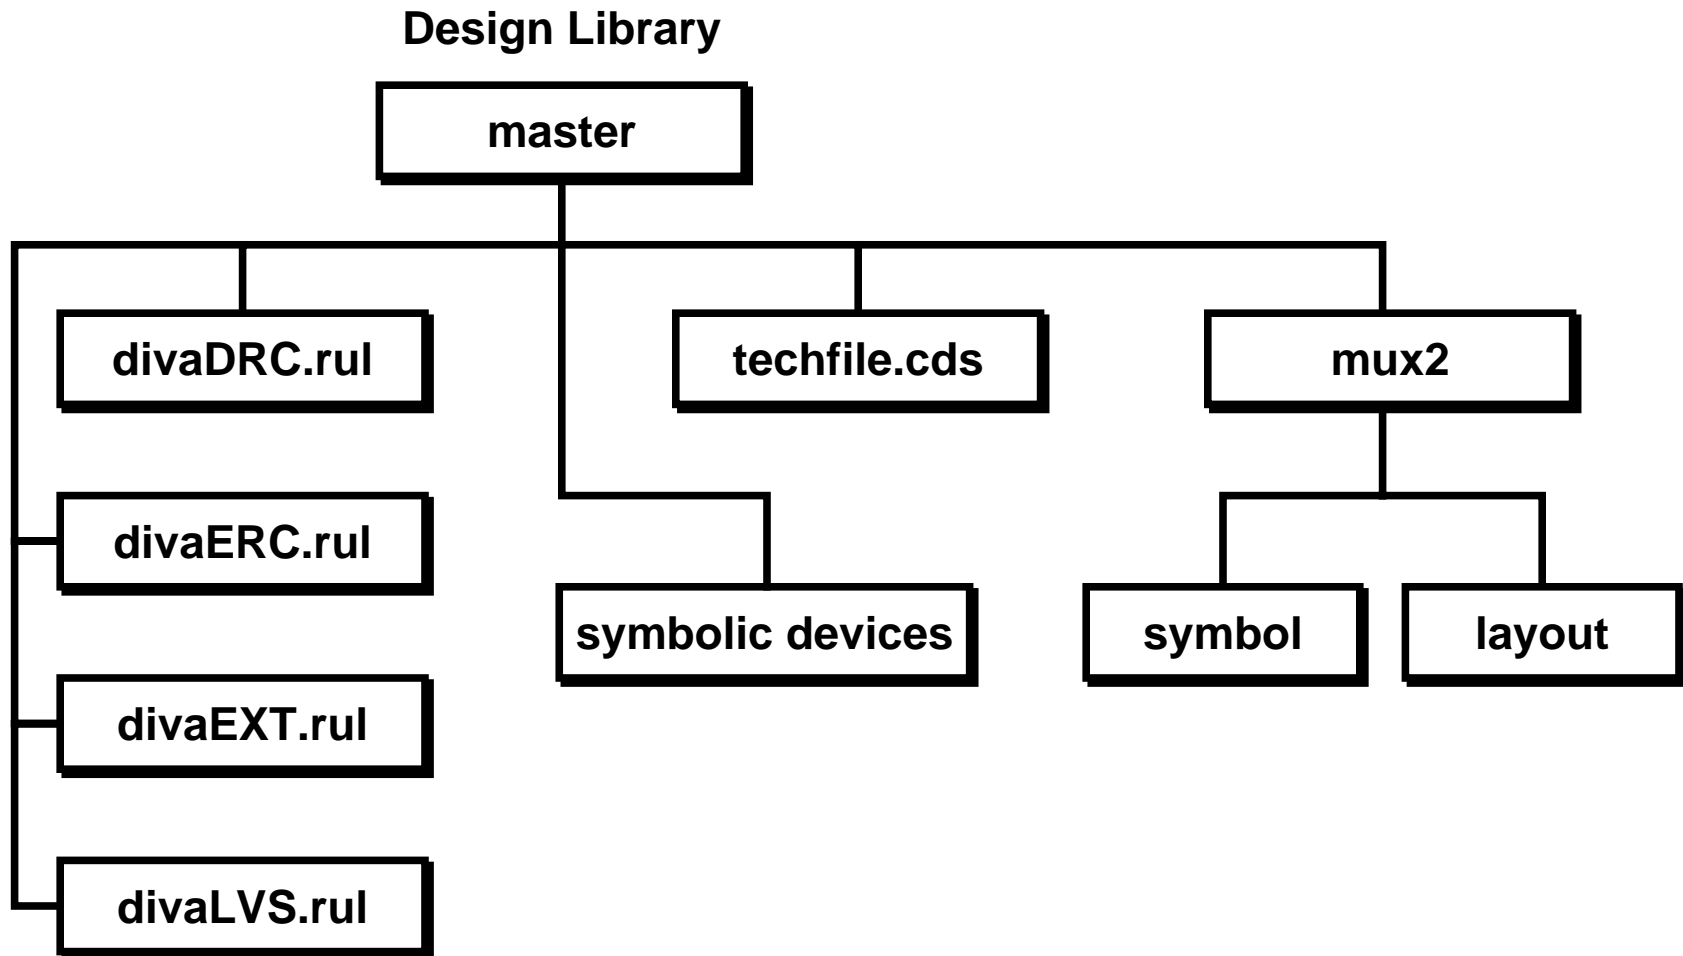 Design Library
master
divaDRC.rul
techfile.cds
mux2
divaERC.rul
symbolic devices
symbol
layout
divaEXT.rul
divaLVS.rul